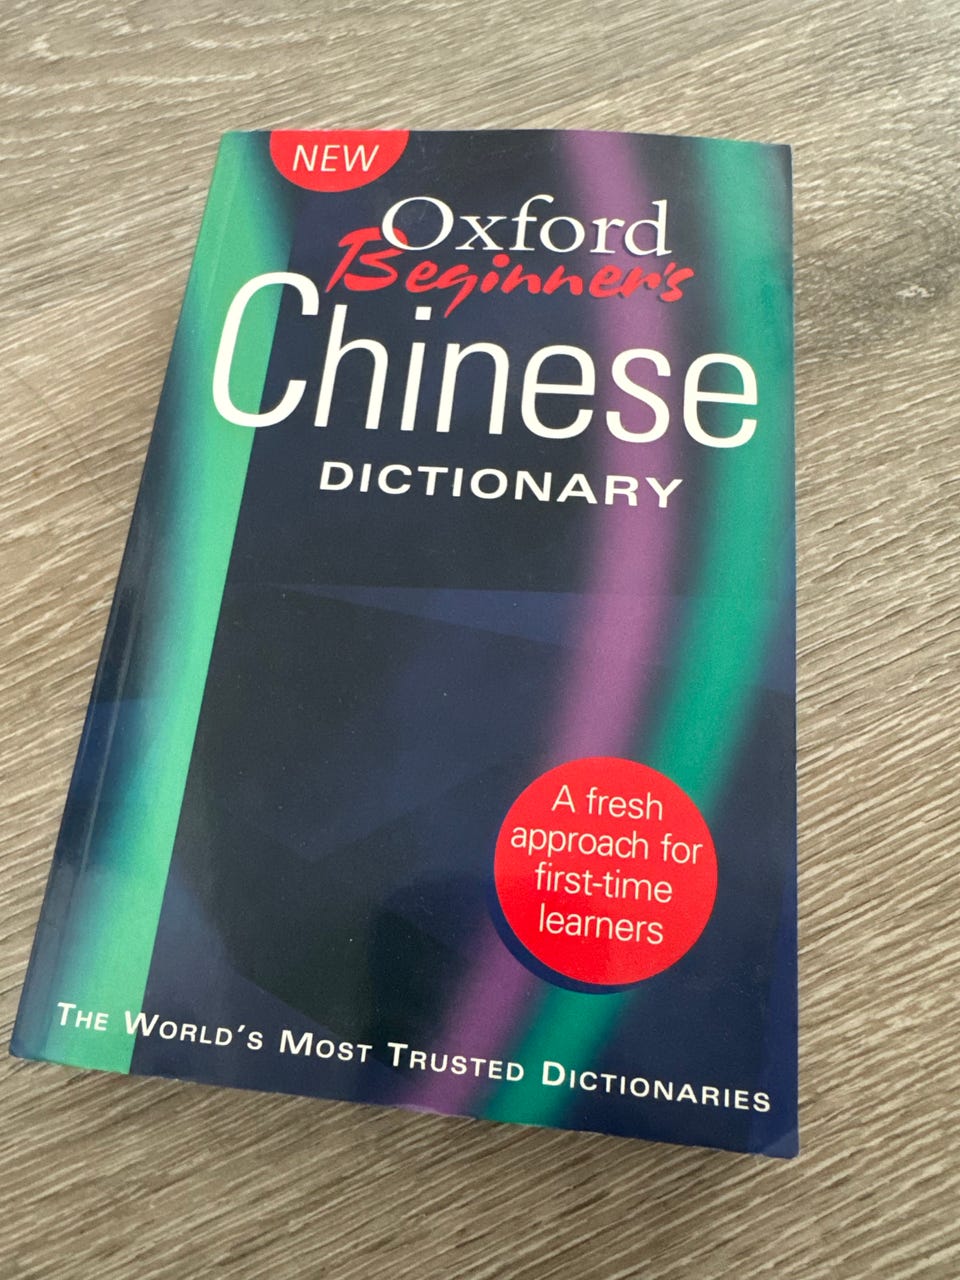 NEW
Oxford
Beginner's
Chinese
DICTIONARY
A fresh
approach for
first-time
learners
THE WORLD'S MOST TRUSTED DICTIONARIES